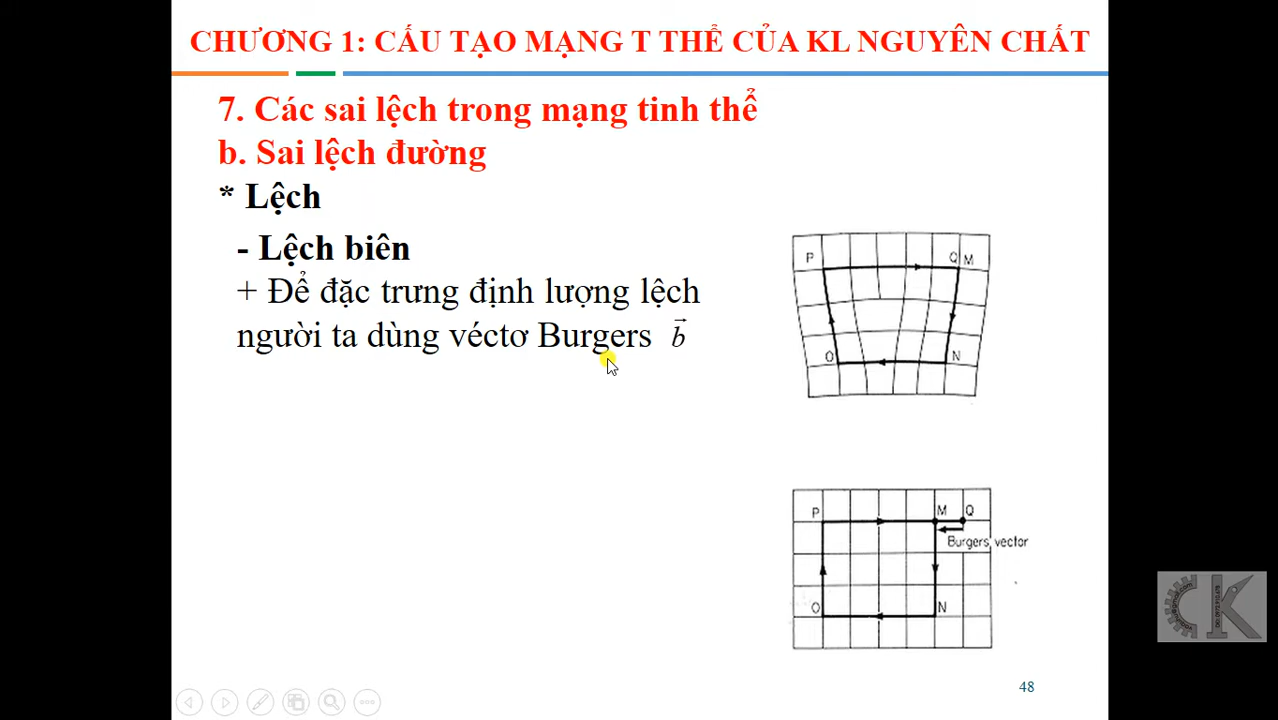 CHƯƠNG 1: CẤU TẠO MẠNG T THỂ CỦA KL NGUYÊN CHẤT
7. Các sai lệch trong mạng tinh thể
b. Sai lệch đường
* Lệch
- Lệch biên
+ Để đặc trưng định lượng lệch
người ta dùng véctơ Burgers b⃗
P Q M
O N
P M Q
Burgers vector
O N
48